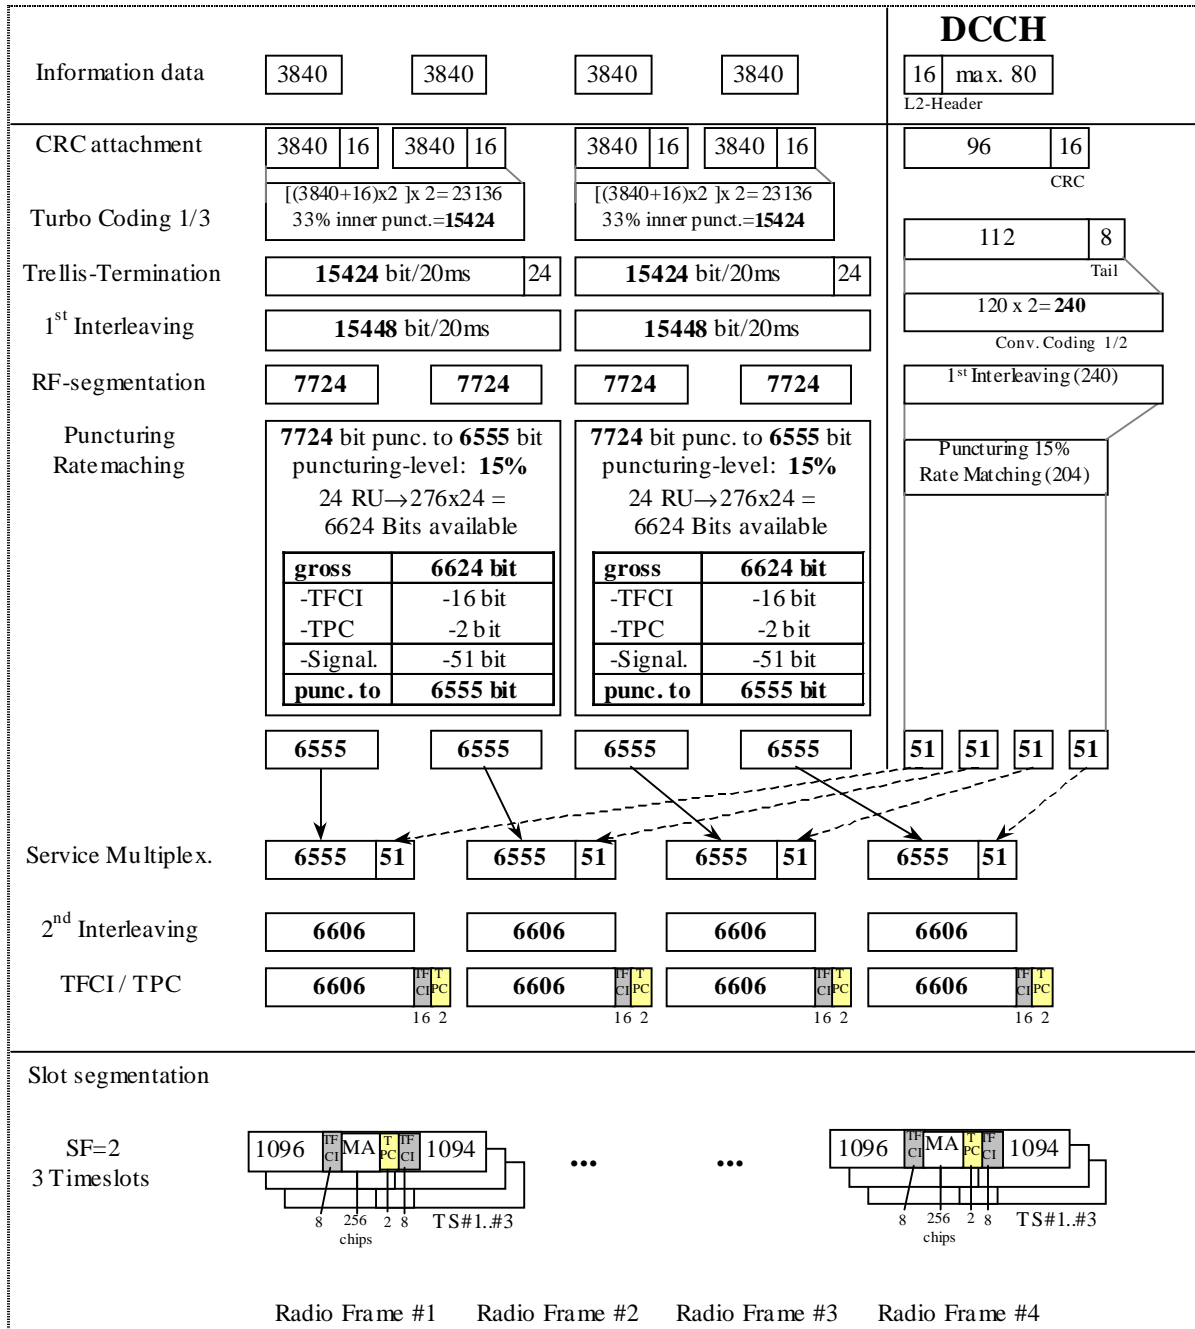 DCCH
Information data 3840 3840 3840 3840 16 max. 80
L2-Header
CRC attachment 3840 16 3840 16 3840 16 3840 16 96 16
CRC
[(3840+16)x2 ]x 2=23136 [(3840+16)x2 ]x 2=23136
Turbo Coding 1/3 33% inner punct.=15424 33% inner punct.=15424
112 8
Tail
Trellis-Termination 15424 bit/20ms 24 15424 bit/20ms 24
120 x 2=240
1st Interleaving 15448 bit/20ms 15448 bit/20ms
Conv. Coding 1/2
RF-segmentation 7724 7724 7724 7724 1st Interleaving (240)
Puncturing 7724 bit punc. to 6555 bit 7724 bit punc. to 6555 bit
Ratemaching puncturing-level: 15% puncturing-level: 15%
Puncturing 15%
Rate Matching (204)
24 RU→276x24 = 24 RU→276x24 =
6624 Bits available 6624 Bits available
gross 6624 bit gross 6624 bit
-TFCI -16 bit -TFCI -16 bit
-TPC -2 bit -TPC -2 bit
-Signal. -51 bit -Signal. -51 bit
punc. to 6555 bit punc. to 6555 bit
6555 6555 6555 6555 51 51 51 51
Service Multiplex. 6555 51 6555 51 6555 51 6555 51
2nd Interleaving 6606 6606 6606 6606
TFCI / TPC 6606 TF CI T PC 6606 TF CI T PC 6606 TF CI T PC 6606 TF CI T PC
16 2 16 2 16 2 16 2
Slot segmentation
SF=2 1096 TF CI MA T PC TF CI 1094 ... ... 1096 TF CI MA T PC TF CI 1094
3 Timeslots
8 256 2 8 TS#1..#3 8 256 2 8 TS#1..#3
chips chips
Radio Frame #1 Radio Frame #2 Radio Frame #3 Radio Frame #4